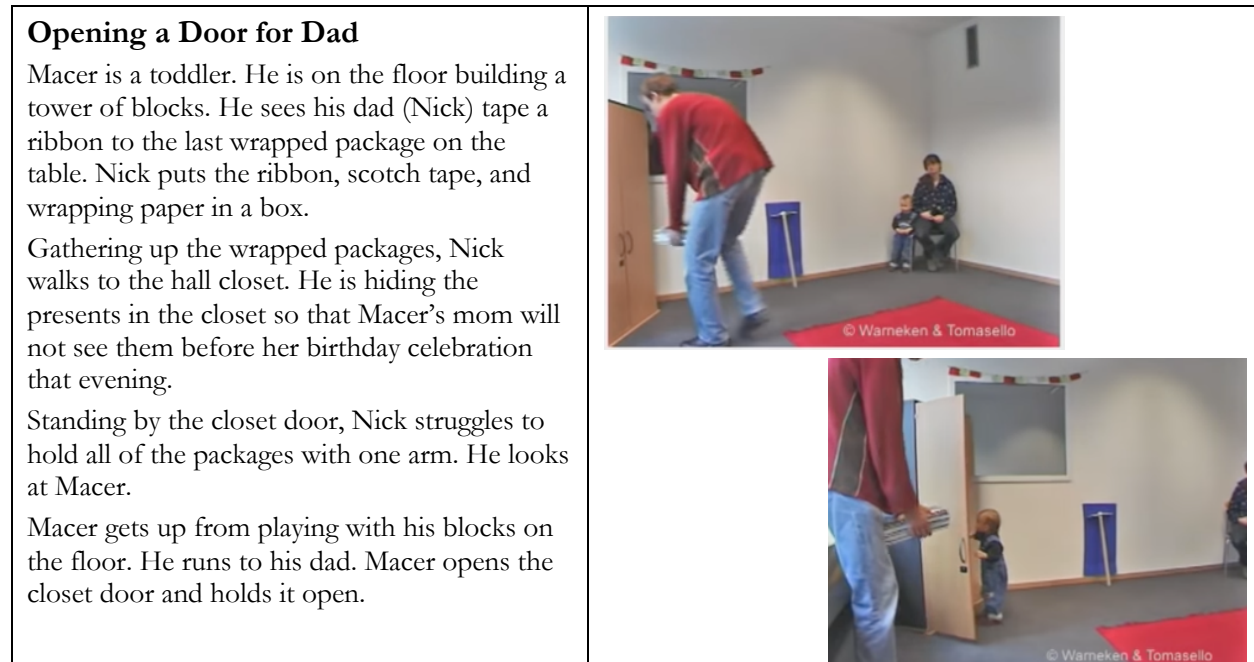 Opening a Door for Dad
Macer is a toddler. He is on the floor building a
tower of blocks. He sees his dad (Nick) tape a
ribbon to the last wrapped package on the
table. Nick puts the ribbon, scotch tape, and
wrapping paper in a box.
Gathering up the wrapped packages, Nick
walks to the hall closet. He is hiding the
presents in the closet so that Macer’s mom will
not see them before her birthday celebration
that evening.
Standing by the closet door, Nick struggles to
hold all of the packages with one arm. He looks
at Macer.
Macer gets up from playing with his blocks on
the floor. He runs to his dad. Macer opens the
closet door and holds it open.
© Warneken & Tomasello
© Warneken & Tomasello